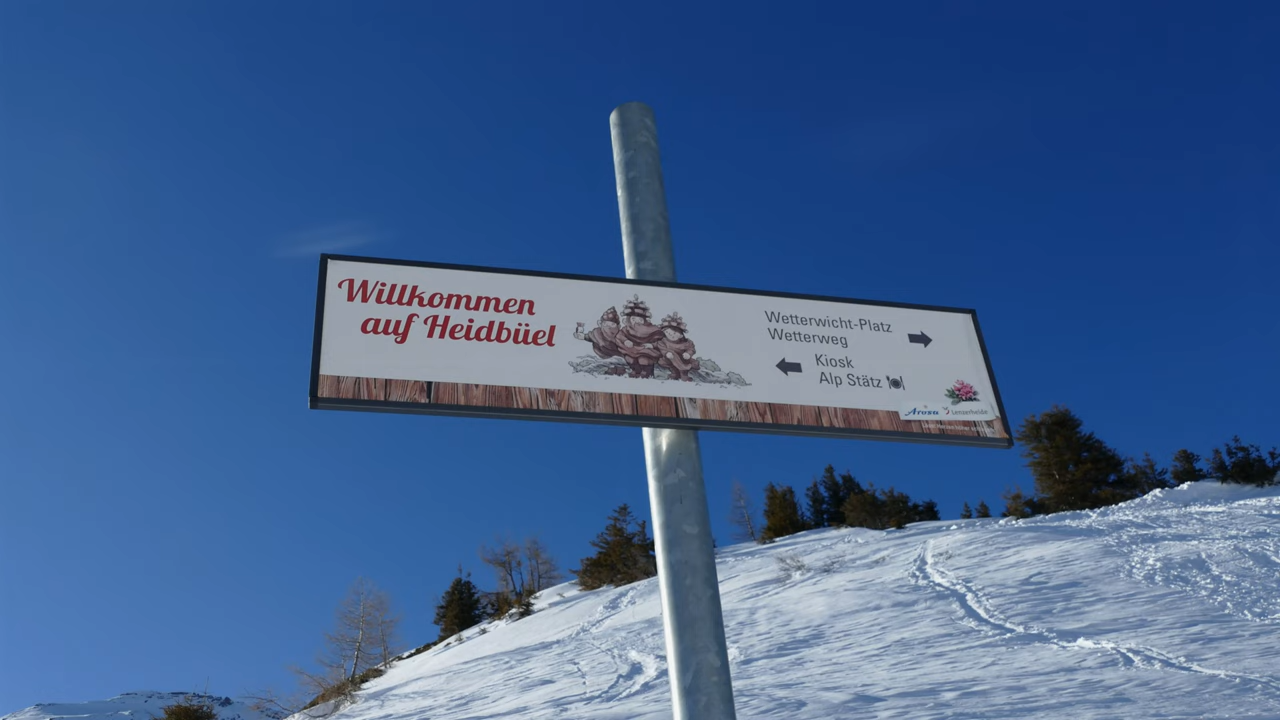 Willkommen
auf Heidbüel
Wetterwicht-Platz
Wetterweg
Kiosk
Alp Stätz
Arosa Lenzerheide